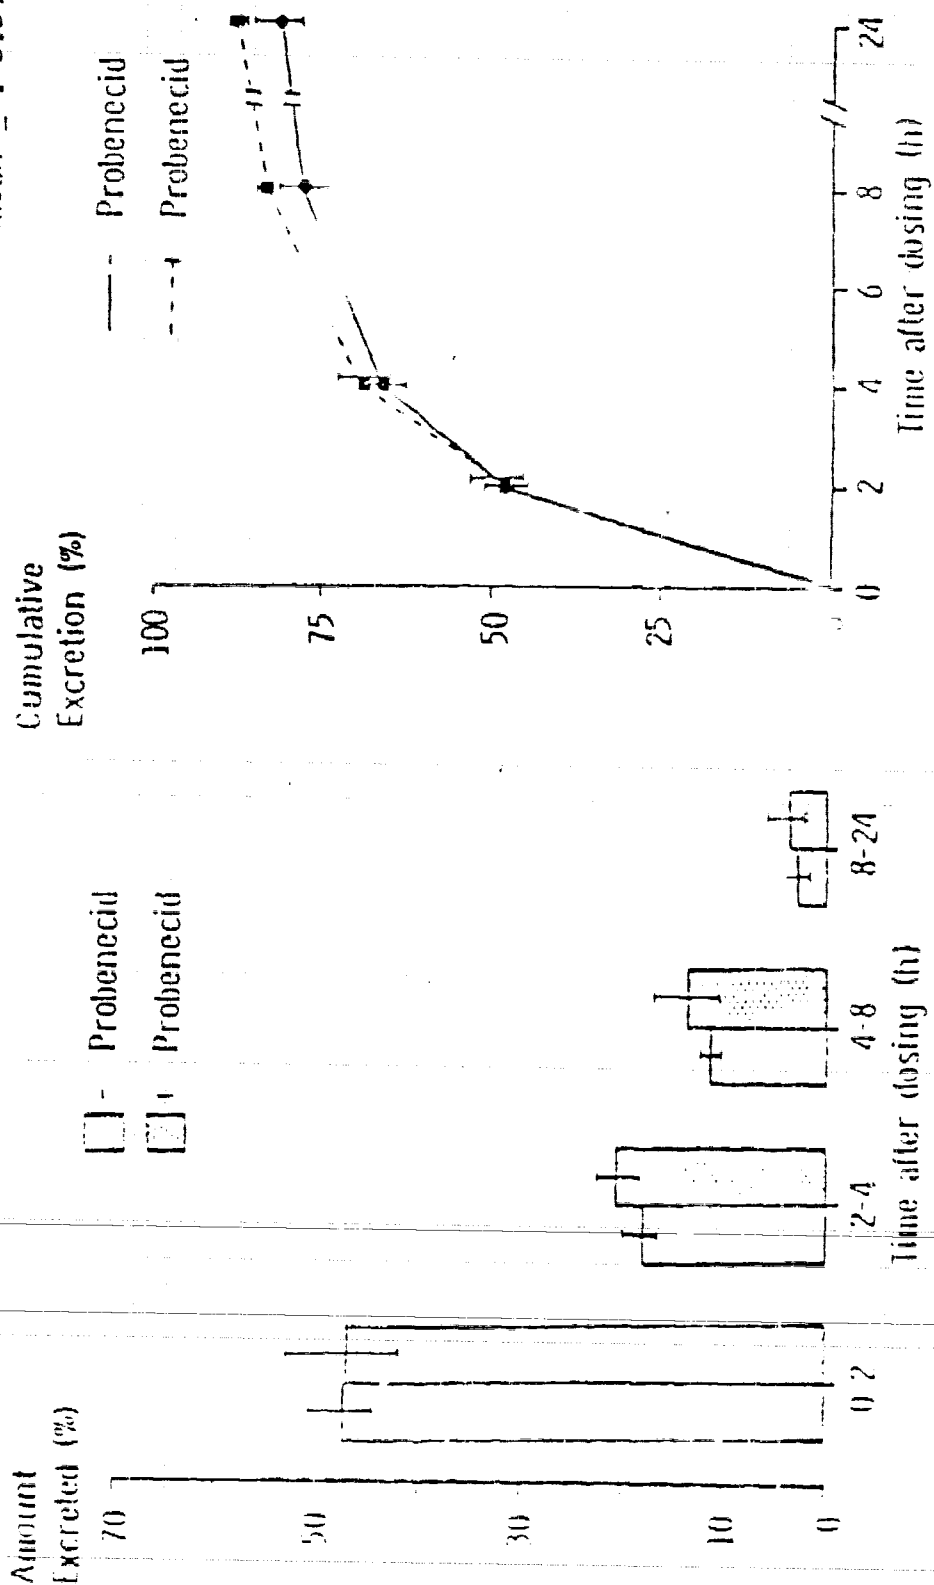 Amount
Excreted (%)
70
50
30
10
0
- Probenecid
+ Probenecid
0-2
2-4
4-8
8-24
Time after dosing (h)
Cumulative
Excretion (%)
100
75
50
25
0
- Probenecid
+ Probenecid
0
2
4
6
8
24
Time after dosing (h)